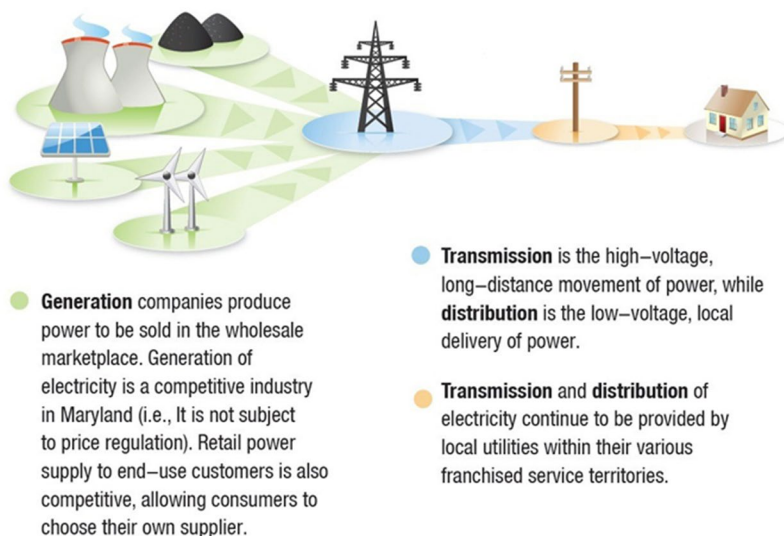 Generation companies produce
power to be sold in the wholesale
marketplace. Generation of
electricity is a competitive industry
in Maryland (i.e., It is not subject
to price regulation). Retail power
supply to end–use customers is also
competitive, allowing consumers to
choose their own supplier.
Transmission is the high–voltage,
long–distance movement of power, while
distribution is the low–voltage, local
delivery of power.
Transmission and distribution of
electricity continue to be provided by
local utilities within their various
franchised service territories.